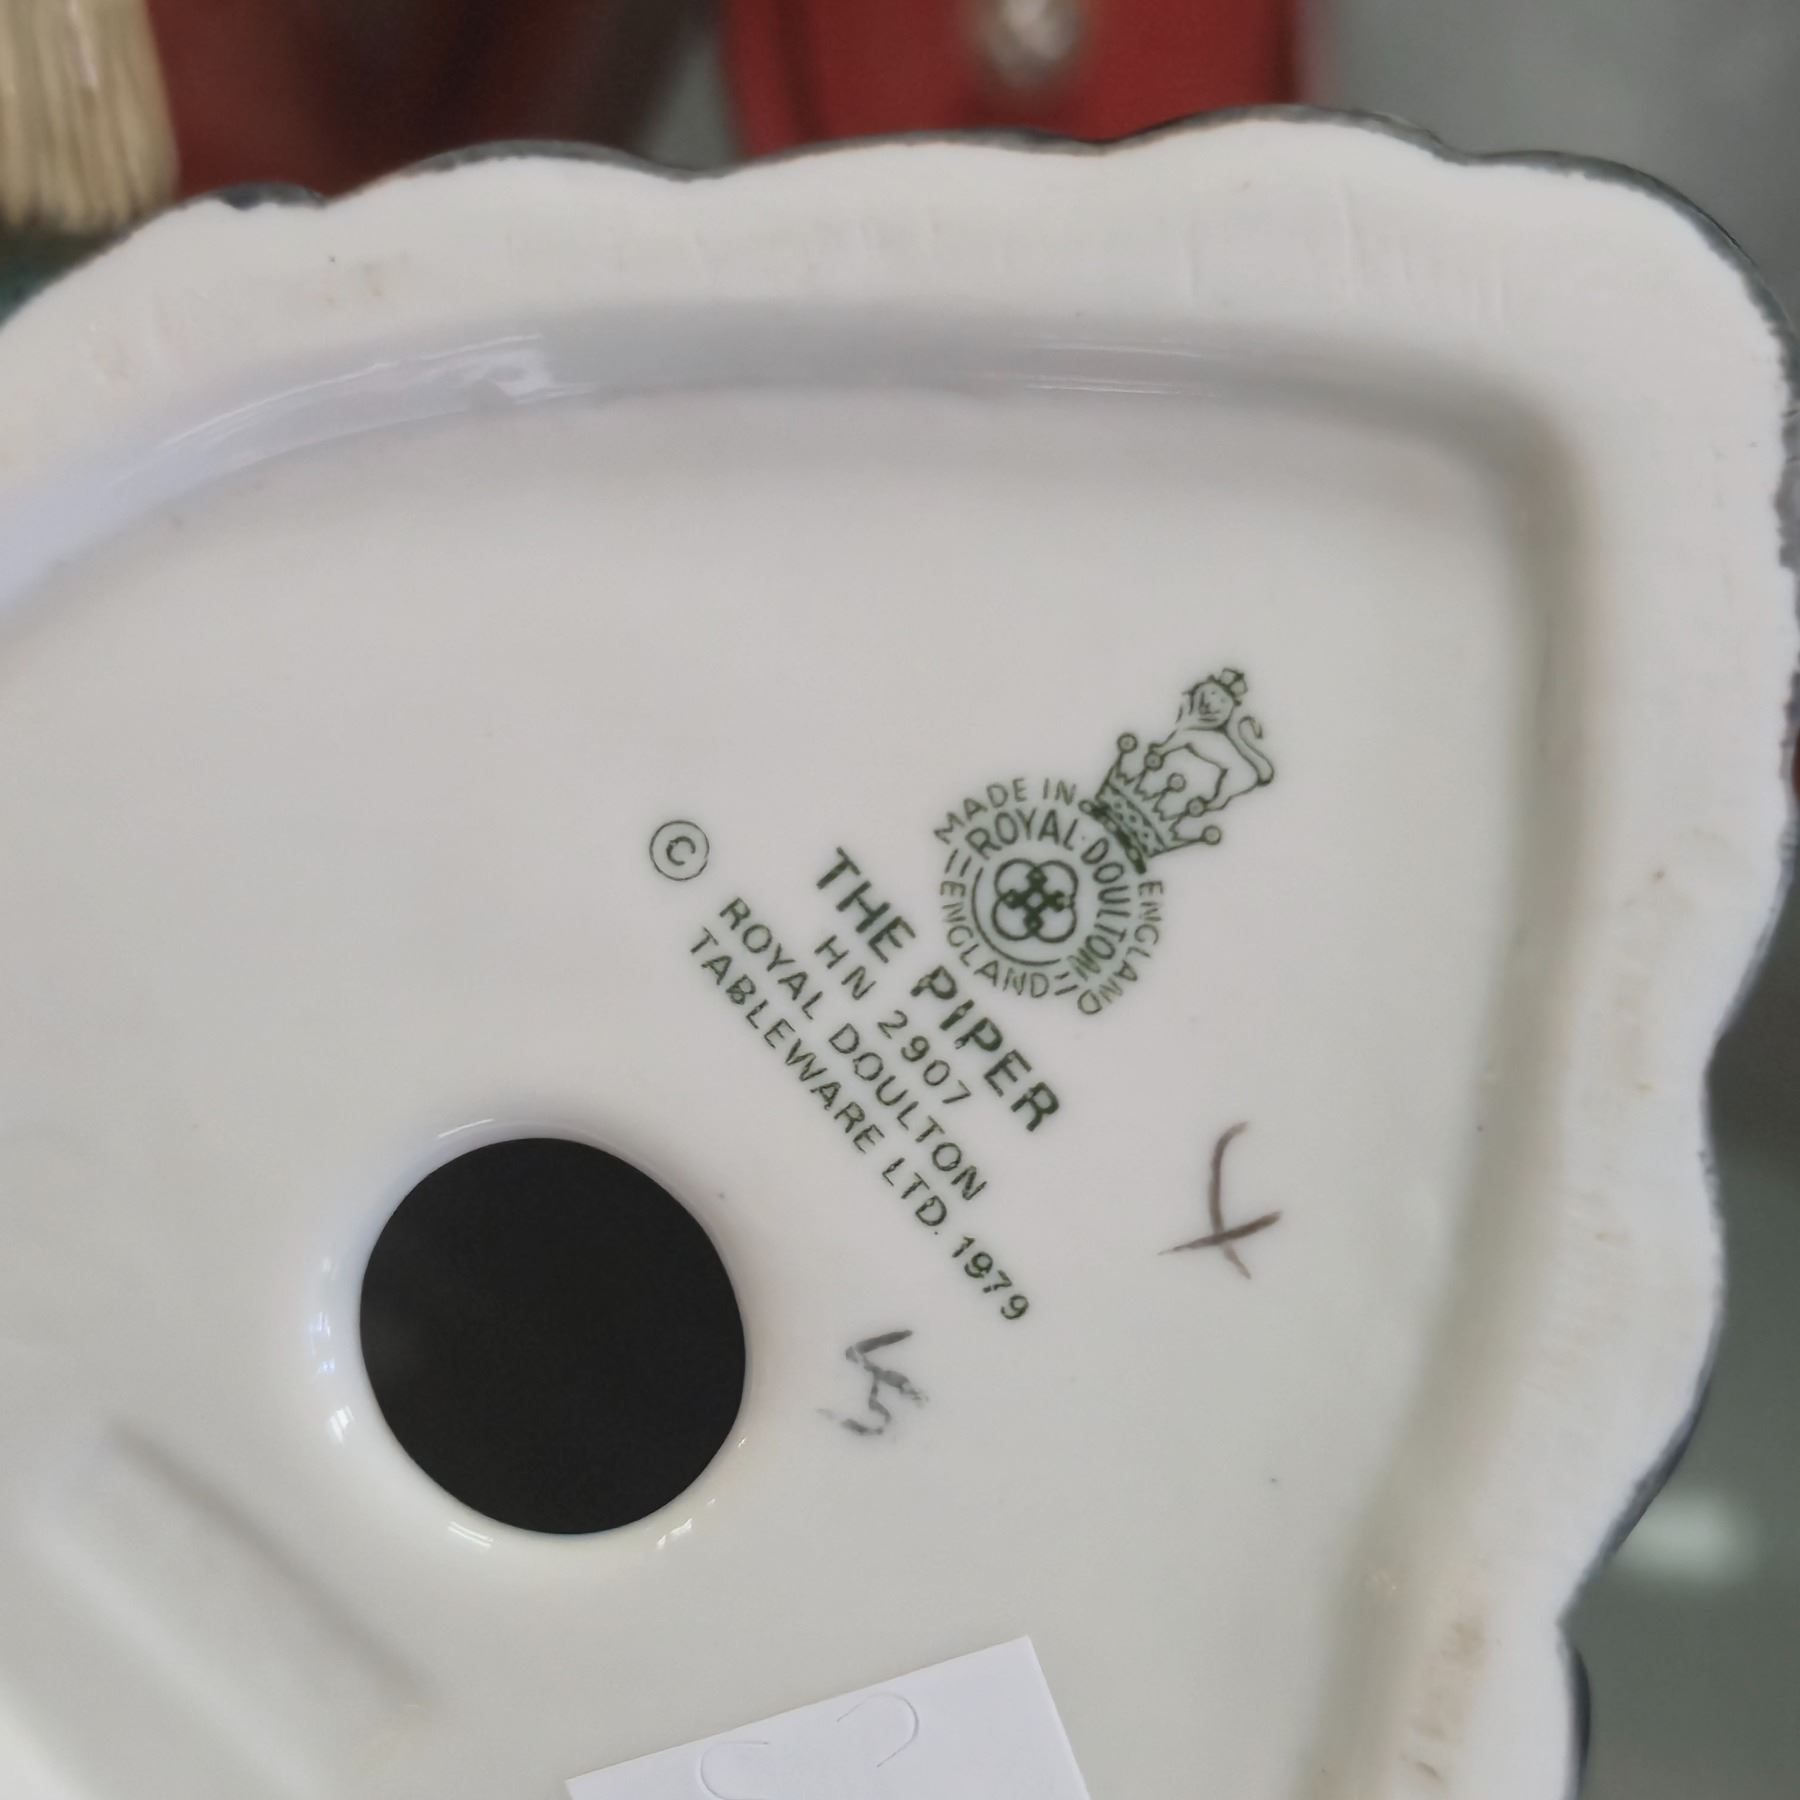 MADE IN ENGLAND
ROYAL DOULTON
ENGLAND
THE PIPER
HN 2907
© ROYAL DOULTON
TABLEWARE LTD. 1979